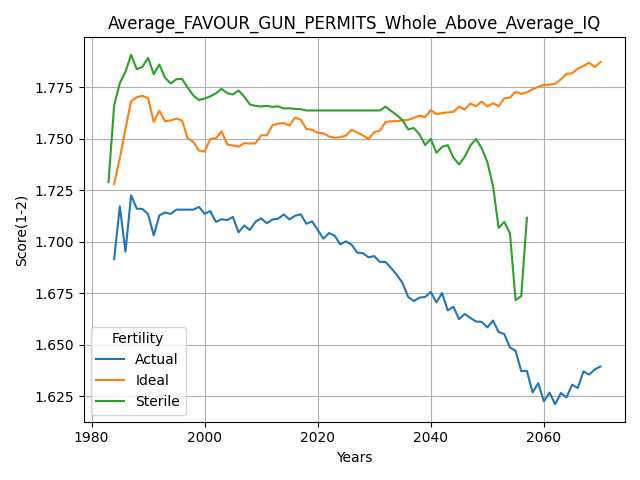 Average_FAVOUR_GUN_PERMITS_Whole_Above_Average_IQ
Score(1-2)
1.775
1.750
1.725
1.700
1.675
1.650
1.625
Fertility
Actual
Ideal
Sterile
1980 2000 2020 2040 2060
Years